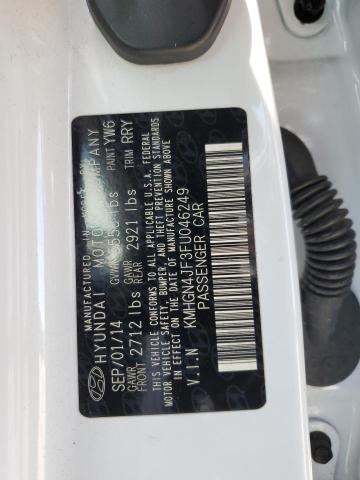 MANUFACTURED IN KOREA BY
HYUNDAI MOTOR COMPANY
SEP/01/14 GVWR lbs PAINT YW6
GAWR FRONT 2712 lbs GAWR REAR 2921 lbs TRIM RRY
THIS VEHICLE CONFORMS TO ALL APPLICABLE U.S.A. FEDERAL
MOTOR VEHICLE SAFETY, BUMPER, AND THEFT PREVENTION STANDARDS
IN EFFECT ON THE DATE OF MANUFACTURE SHOWN ABOVE.
V.I.N KMHGN4JF3FU046249
PASSENGER CAR